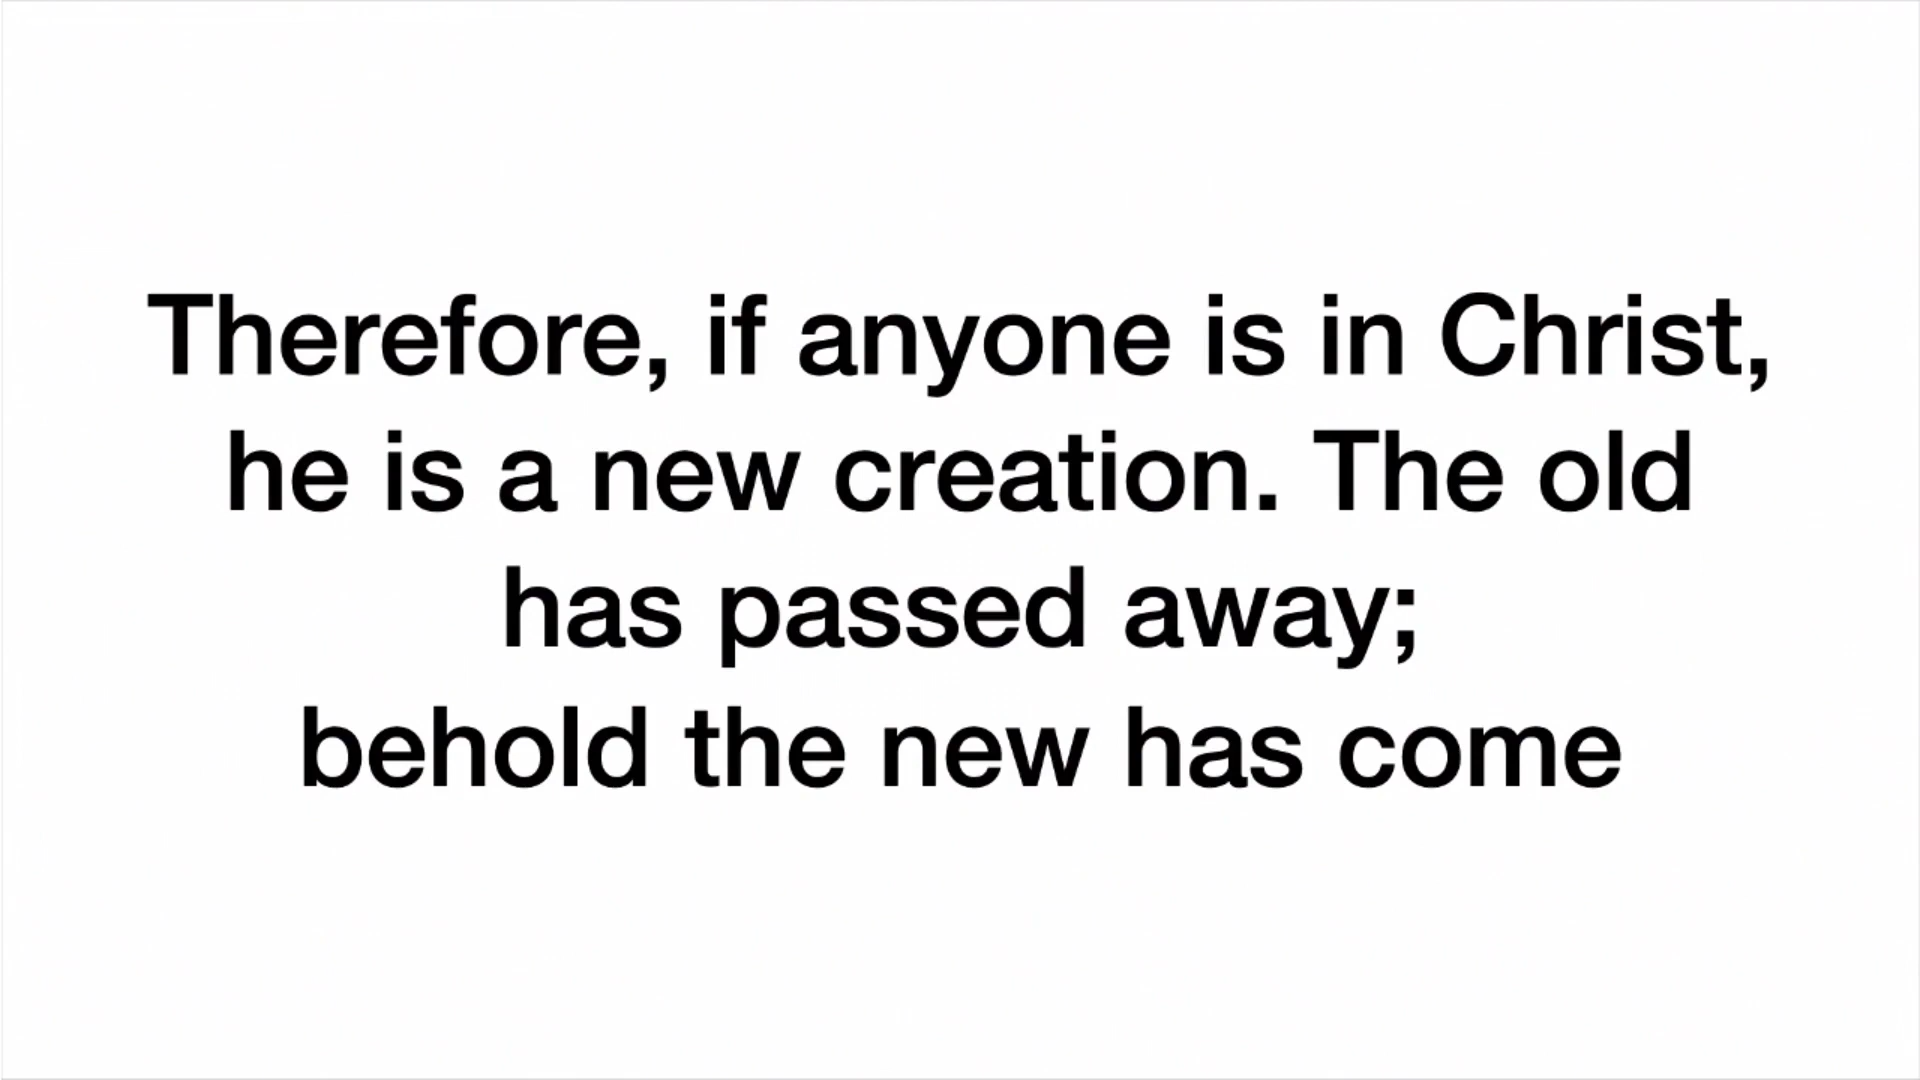 Therefore, if anyone is in Christ,
he is a new creation. The old
has passed away;
behold the new has come